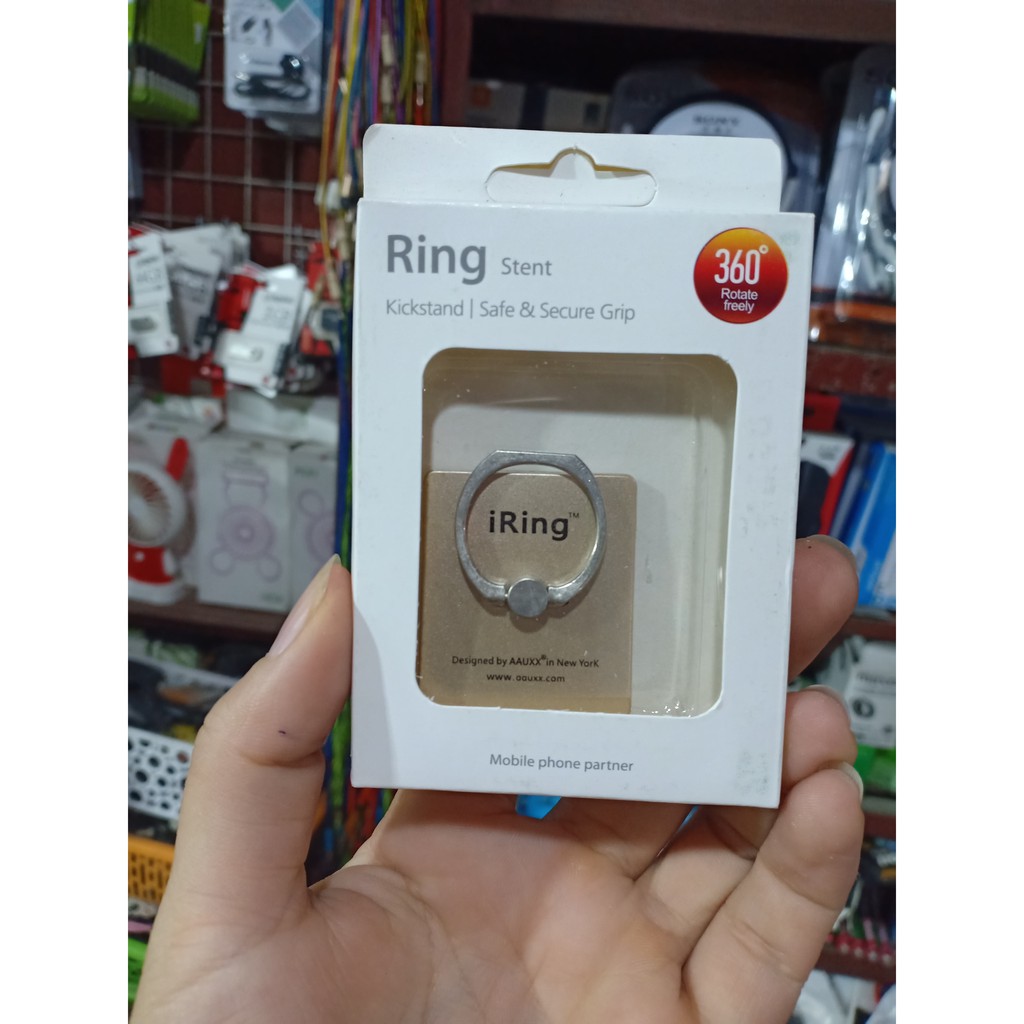 Ring Stent
Kickstand | Safe & Secure Grip
360°
Rotate
freely
iRing™
Designed by AAUXX® in New YorK
www.aauxx.com
Mobile phone partner